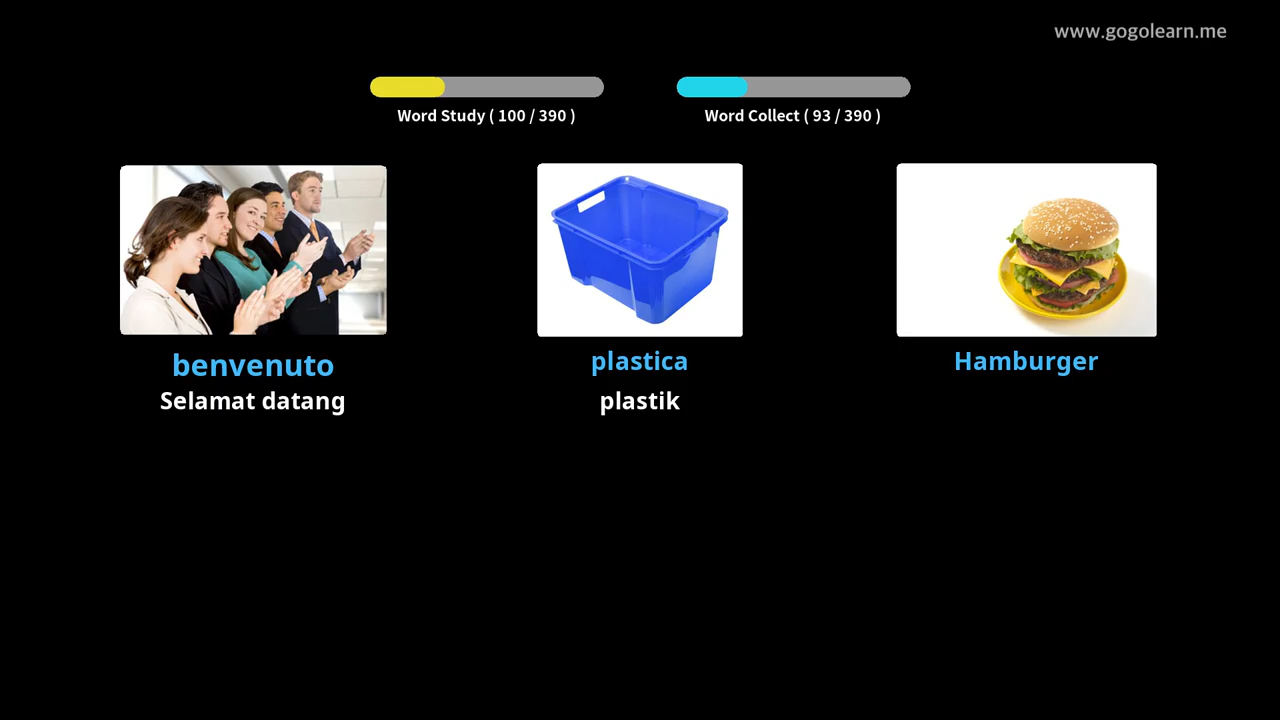 www.gogolearn.me
Word Study ( 100 / 390 )
Word Collect ( 93 / 390 )
benvenuto
Selamat datang
plastica
plastik
Hamburger